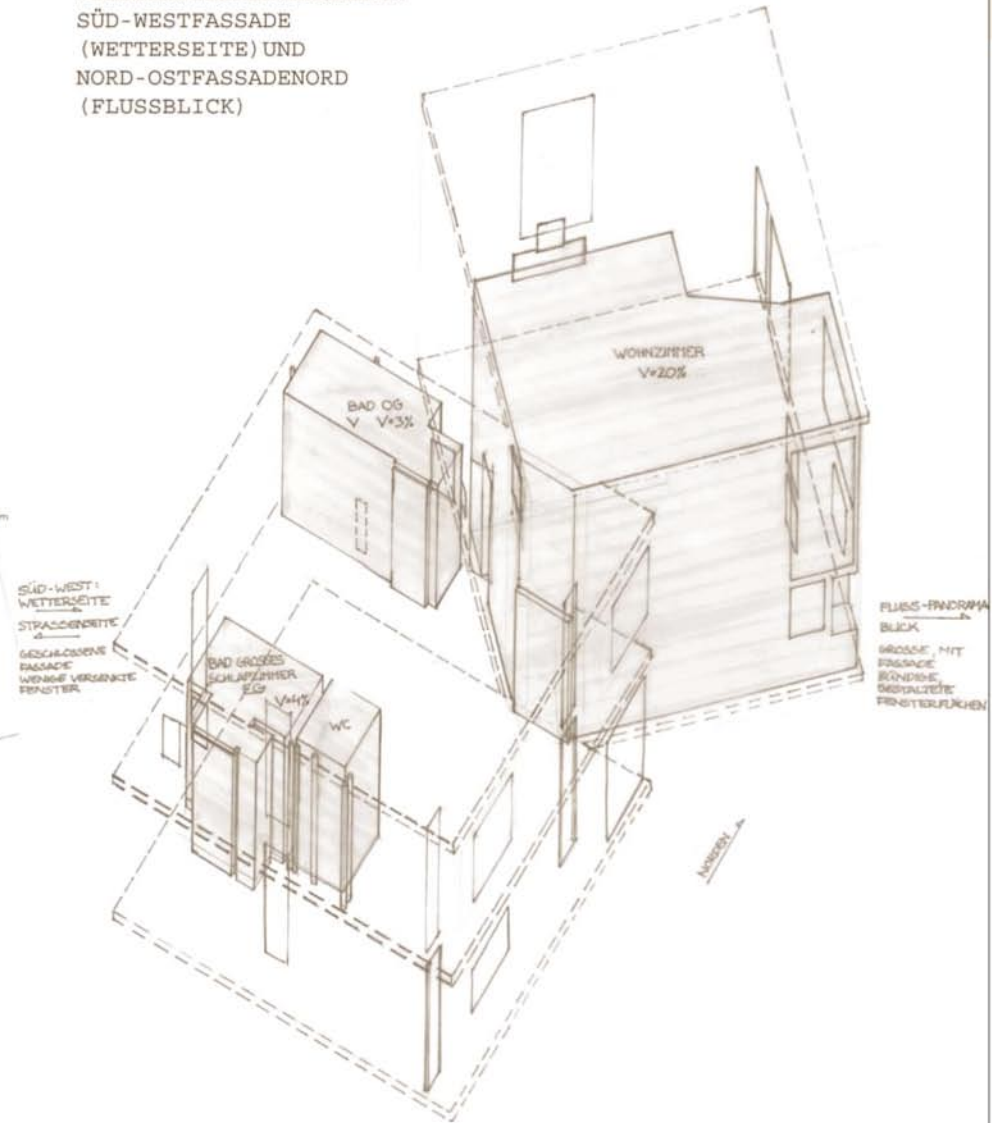 SÜD-WESTFASSADE
(WETTERSEITE) UND
NORD-OSTFASSADENORD
(FLUSSBLICK)
WOHNZIMMER
V=20%
BAD OG
V V=3%
SÜD-WEST:
WETTERSEITE
STRASSENSEITE
GESCHLOSSENE
FASSADE
WENIGE VERSENKTE
FENSTER
BAD GROSSES
SCHLAFZIMMER
EG
V=4%
WC
FLUSS-PANORAMA
BLICK
GROSSE, MIT
FASSADE
BÜNDIGE,
GESTALTETE
FENSTERFLÄCHEN
NORDEN